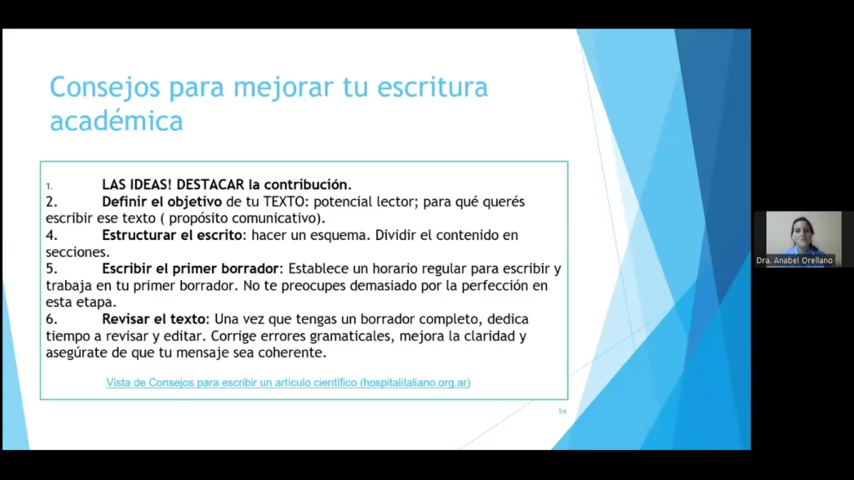 Consejos para mejorar tu escritura
académica
1. LAS IDEAS! DESTACAR la contribución.
2. Definir el objetivo de tu TEXTO: potencial lector; para qué querés
escribir ese texto ( propósito comunicativo).
4. Estructurar el escrito: hacer un esquema. Dividir el contenido en
secciones.
5. Escribir el primer borrador: Establece un horario regular para escribir y
trabaja en tu primer borrador. No te preocupes demasiado por la perfección en
esta etapa.
6. Revisar el texto: Una vez que tengas un borrador completo, dedica
tiempo a revisar y editar. Corrige errores gramaticales, mejora la claridad y
asegúrate de que tu mensaje sea coherente.
Vista de Consejos para escribir un artículo científico (hospitalitaliano.org.ar)
54
Dra. Anabel Orellano